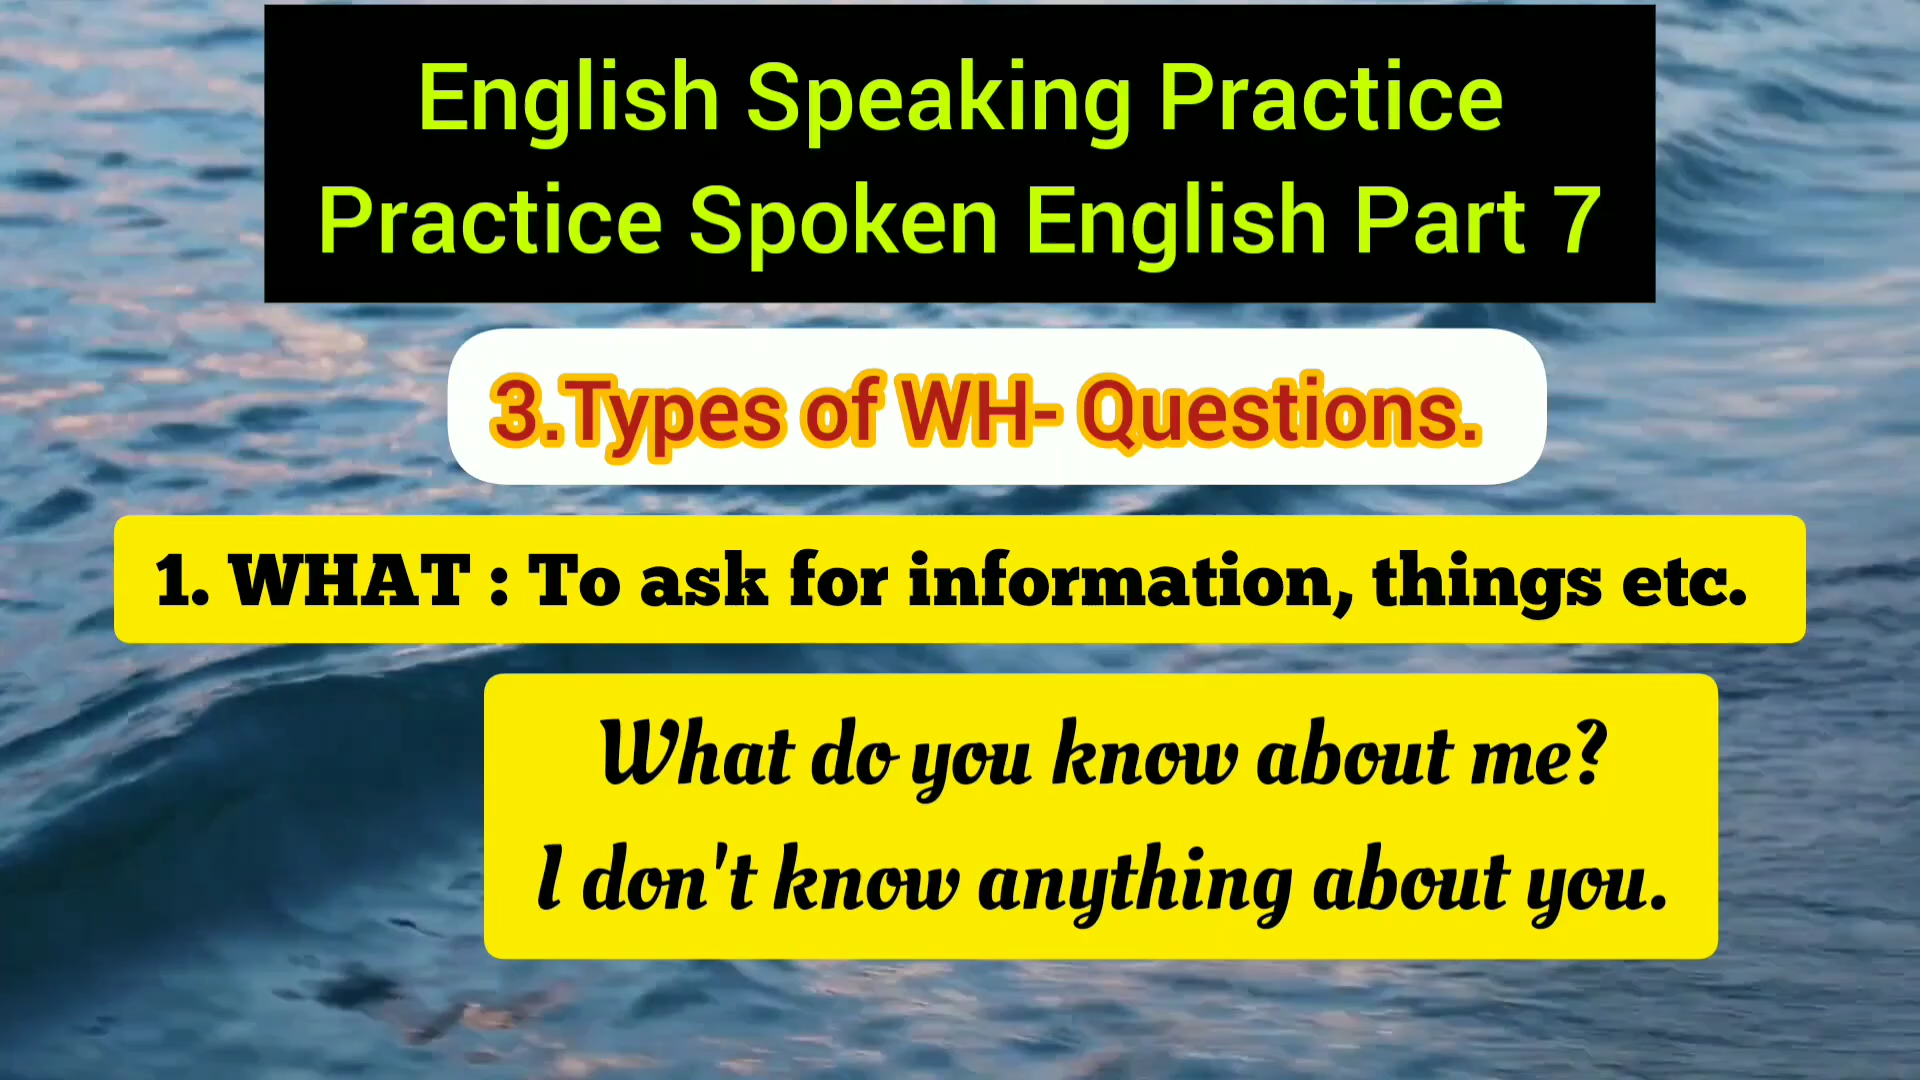 English Speaking Practice
Practice Spoken English Part 7
3.Types of WH- Questions.
1. WHAT : To ask for information, things etc.
What do you know about me?
I don't know anything about you.